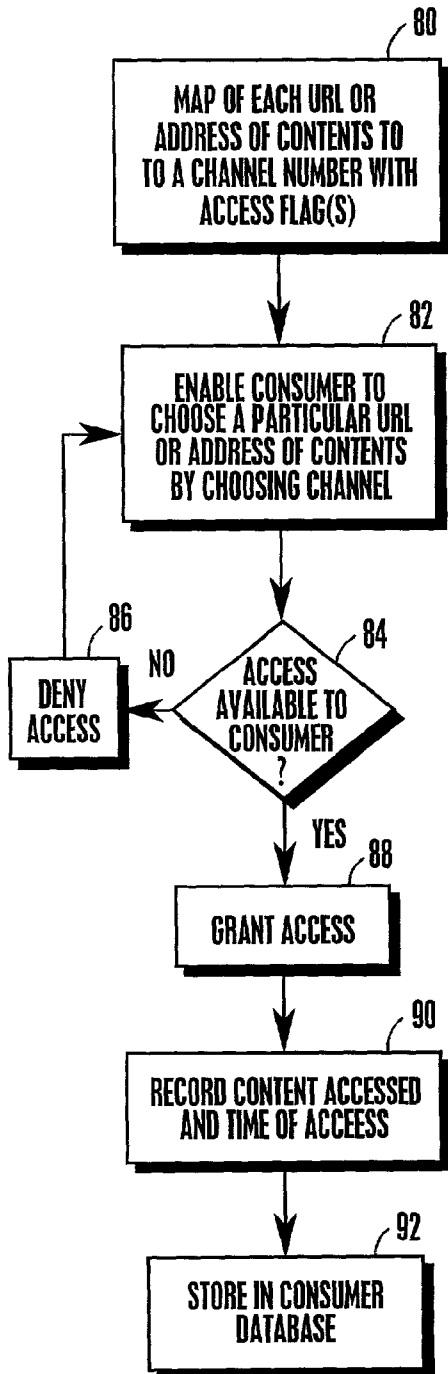 80
MAP OF EACH URL OR
ADDRESS OF CONTENTS TO
TO A CHANNEL NUMBER WITH
ACCESS FLAG(S)
82
ENABLE CONSUMER TO
CHOOSE A PARTICULAR URL
OR ADDRESS OF CONTENTS
BY CHOOSING CHANNEL
86
DENY
ACCESS
NO
84
ACCESS
AVAILABLE TO
CONSUMER
?
YES
88
GRANT ACCESS
90
RECORD CONTENT ACCESSED
AND TIME OF ACCEESS
92
STORE IN CONSUMER
DATABASE